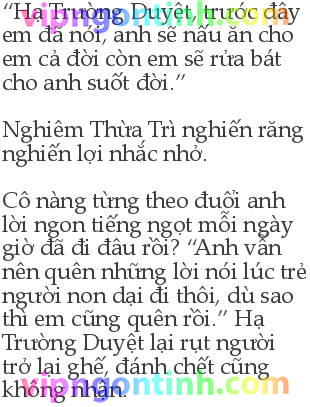 “Hạ Trường Duyệt, trước đây
em đã nói, anh sẽ nấu ăn cho
em cả đời còn em sẽ rửa bát
cho anh suốt đời.”
Nghiêm Thừa Trì nghiến răng
nghiến lợi nhắc nhở.
Cô nàng từng theo đuổi anh
lời ngon tiếng ngọt mỗi ngày
giờ đã đi đâu rồi? “Anh vẫn
nên quên những lời nói lúc trẻ
người non dại đi thôi, dù sao
thì em cũng quên rồi.” Hạ
Trường Duyệt lại rụt người
trở lại ghế, đánh chết cũng
không nhận.
vipngontinh.com
vipngontinh.com